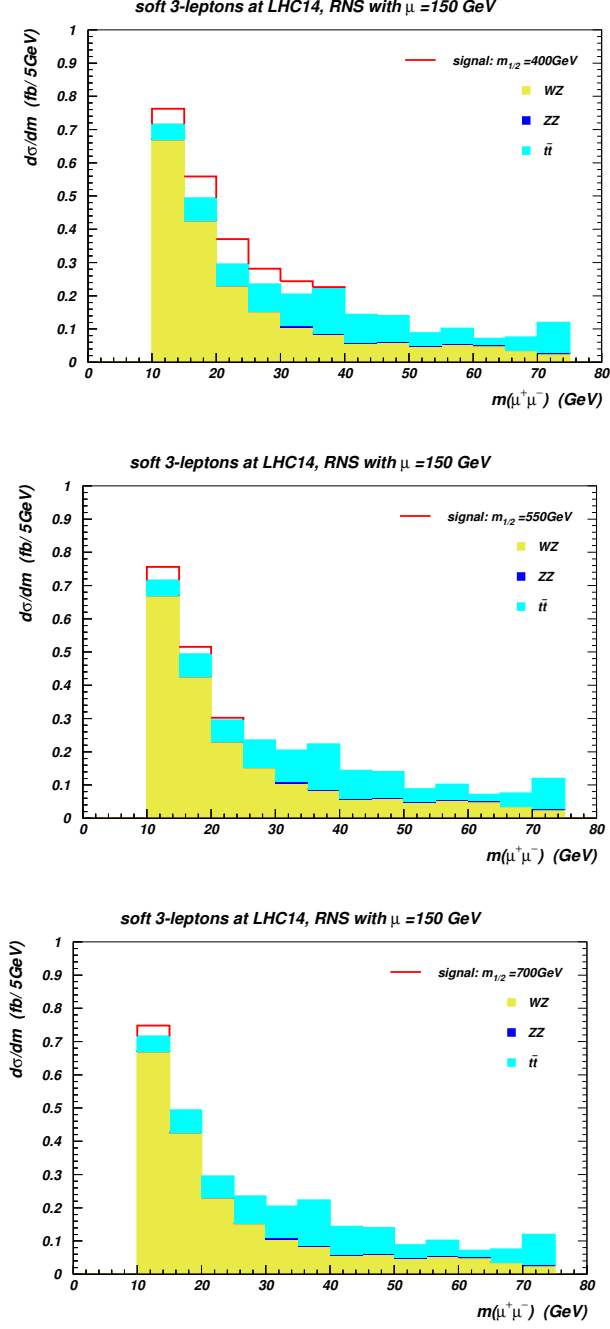 soft 3-leptons at LHC14, RNS with μ =150 GeV
dσ/dm (fb/ 5GeV)
1
0.9
0.8
0.7
0.6
0.5
0.4
0.3
0.2
0.1
0
signal: m1/2 =400GeV
WZ
ZZ
tt̄
0 10 20 30 40 50 60 70 80
m(μ+μ−) (GeV)
soft 3-leptons at LHC14, RNS with μ =150 GeV
dσ/dm (fb/ 5GeV)
1
0.9
0.8
0.7
0.6
0.5
0.4
0.3
0.2
0.1
0
signal: m1/2 =550GeV
WZ
ZZ
tt̄
0 10 20 30 40 50 60 70 80
m(μ+μ−) (GeV)
soft 3-leptons at LHC14, RNS with μ =150 GeV
dσ/dm (fb/ 5GeV)
1
0.9
0.8
0.7
0.6
0.5
0.4
0.3
0.2
0.1
0
signal: m1/2 =700GeV
WZ
ZZ
tt̄
0 10 20 30 40 50 60 70 80
m(μ+μ−) (GeV)